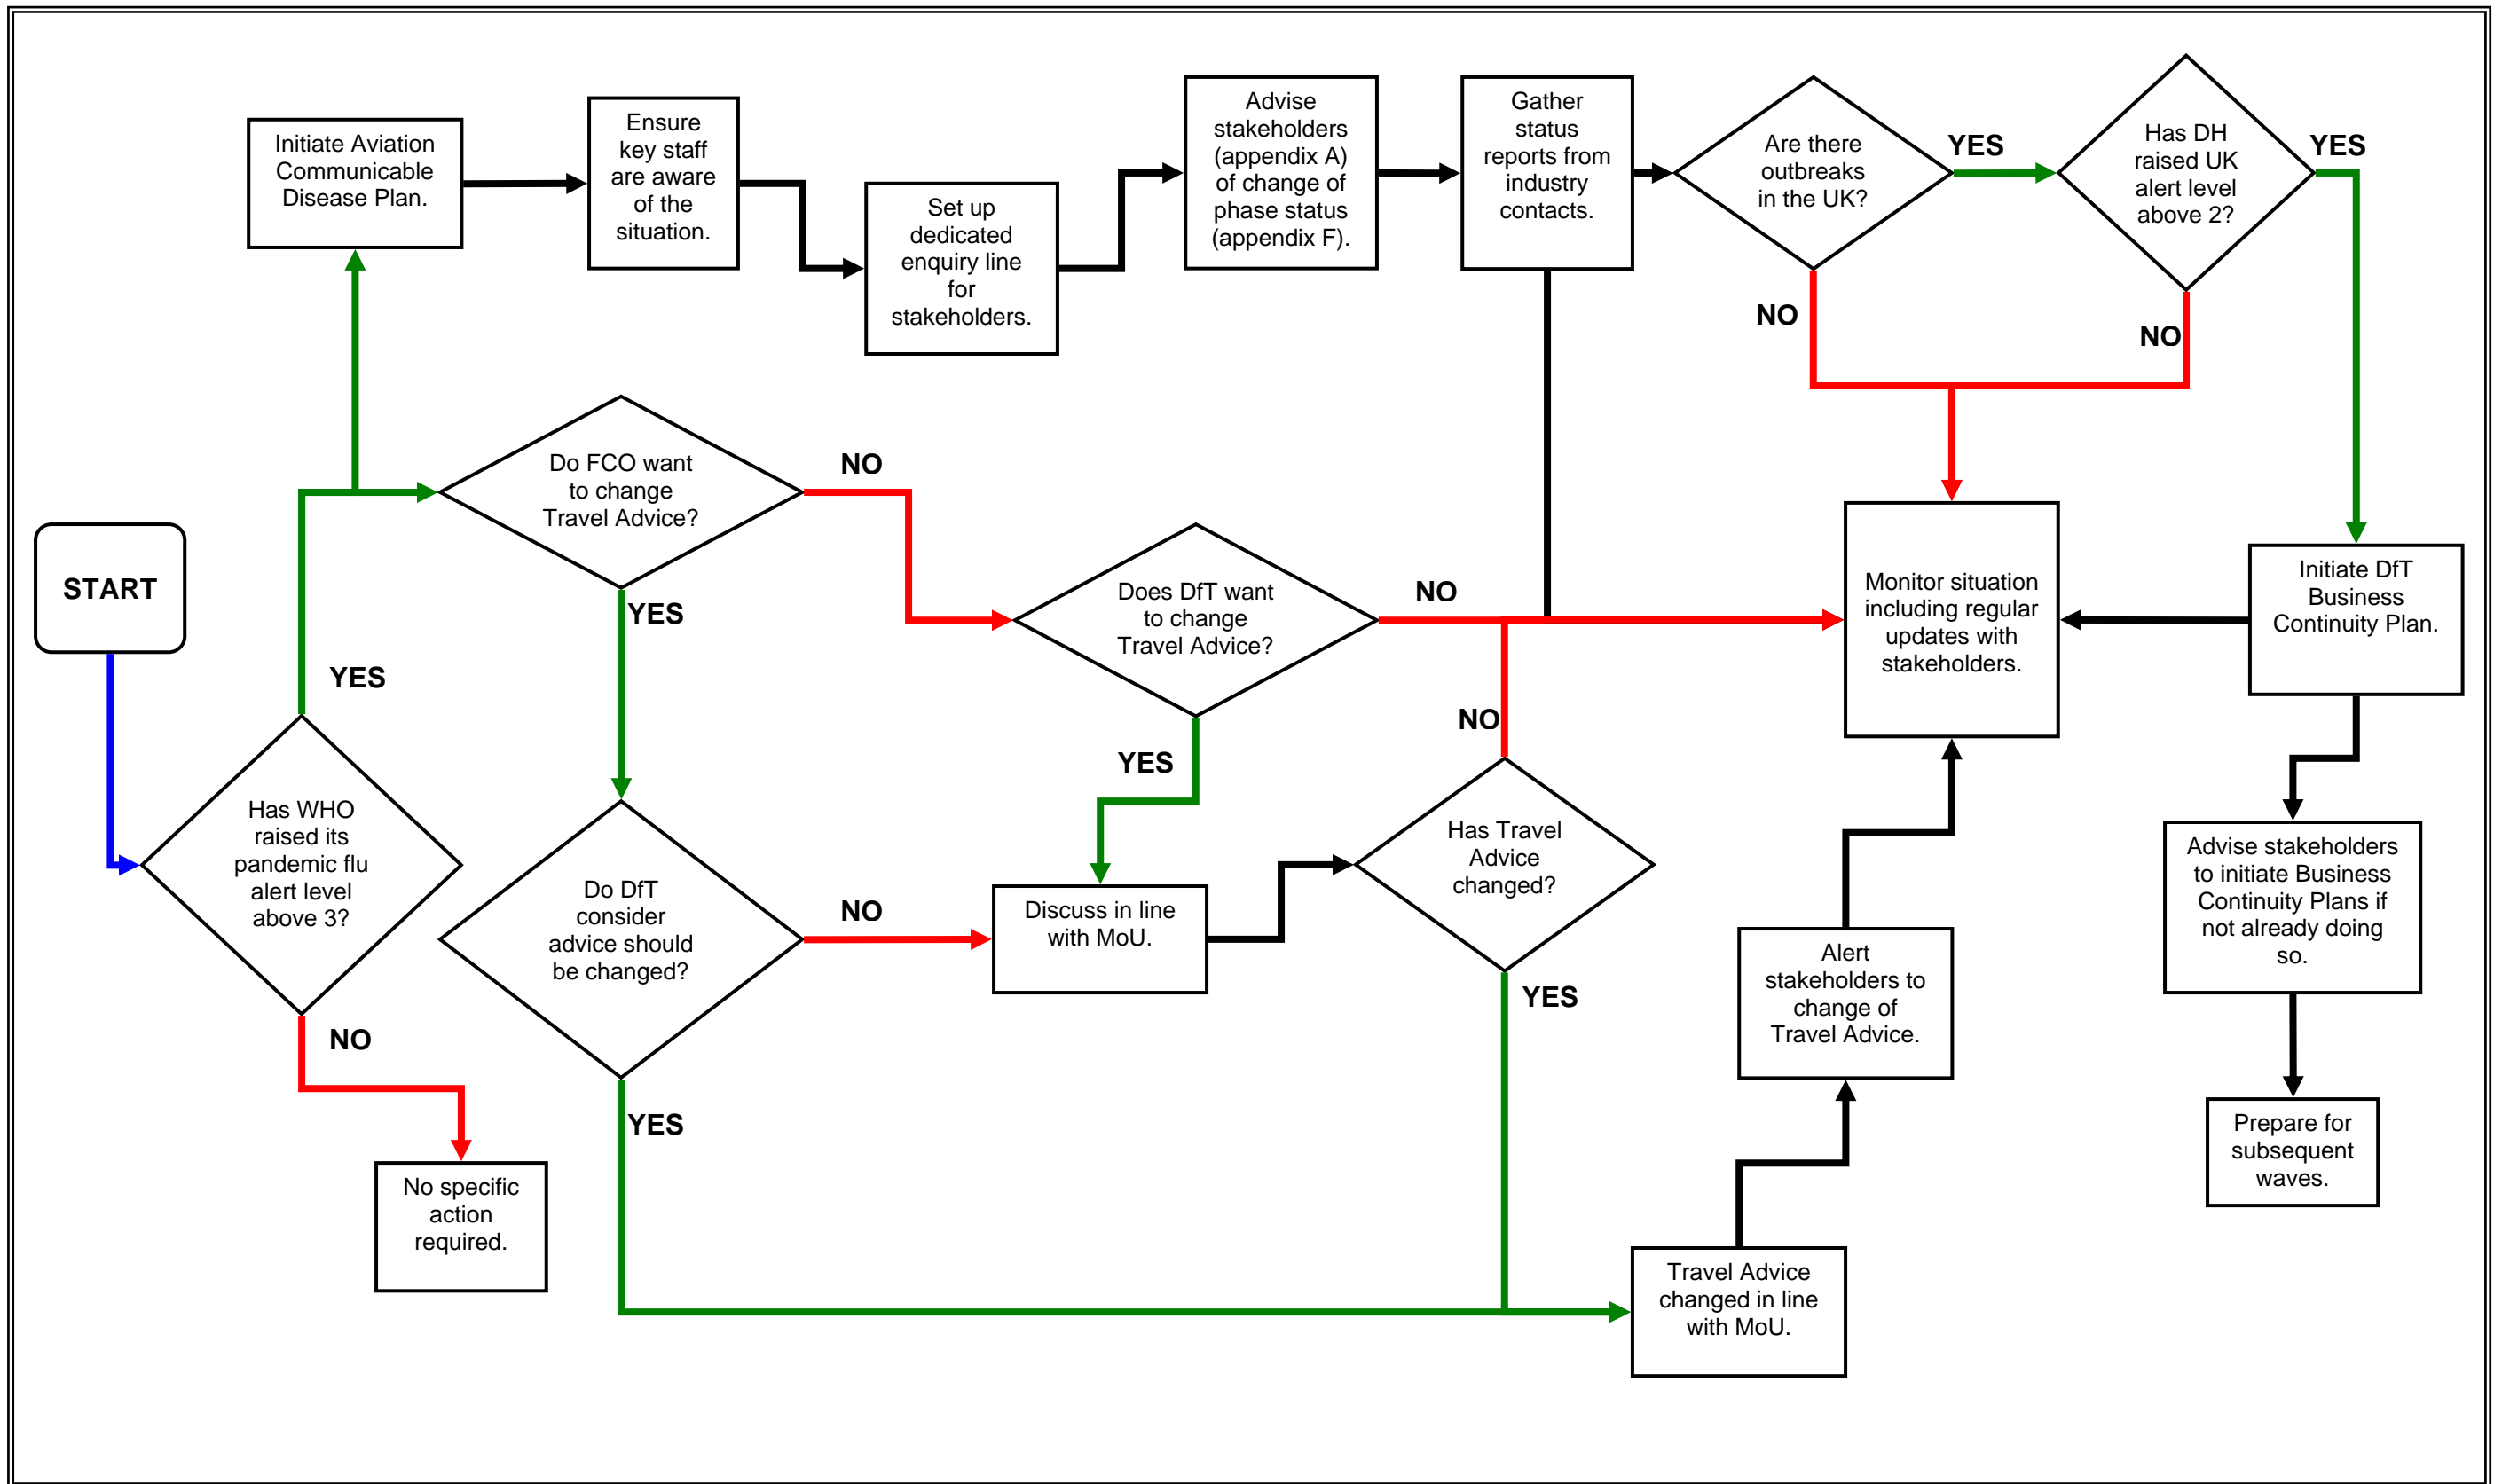 Initiate Aviation
Communicable
Disease Plan.
Ensure
key staff
are aware
of the
situation.
Set up
dedicated
enquiry line
for
stakeholders.
Advise
stakeholders
(appendix A)
of change of
phase status
(appendix F).
Gather
status
reports from
industry
contacts.
Are there
outbreaks
in the UK?
YES
NO
Has DH
raised UK
alert level
above 2?
YES
NO
START
Has WHO
raised its
pandemic flu
alert level
above 3?
YES
NO
No specific
action
required.
Do FCO want
to change
Travel Advice?
NO
YES
Does DfT want
to change
Travel Advice?
NO
YES
Do DfT
consider
advice should
be changed?
NO
YES
Discuss in line
with MoU.
Has Travel
Advice
changed?
NO
YES
Travel Advice
changed in line
with MoU.
Alert
stakeholders to
change of
Travel Advice.
Monitor situation
including regular
updates with
stakeholders.
Initiate DfT
Business
Continuity Plan.
Advise stakeholders
to initiate Business
Continuity Plans if
not already doing
so.
Prepare for
subsequent
waves.